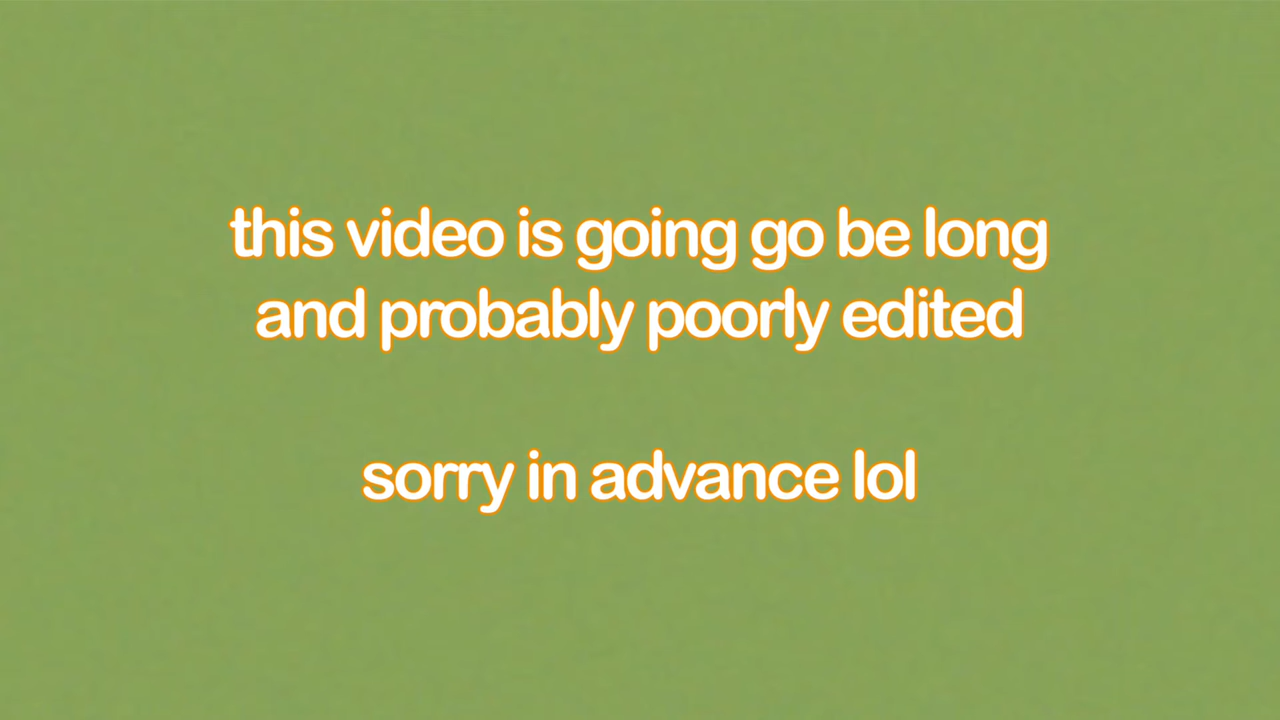 this video is going go be long
and probably poorly edited
sorry in advance lol